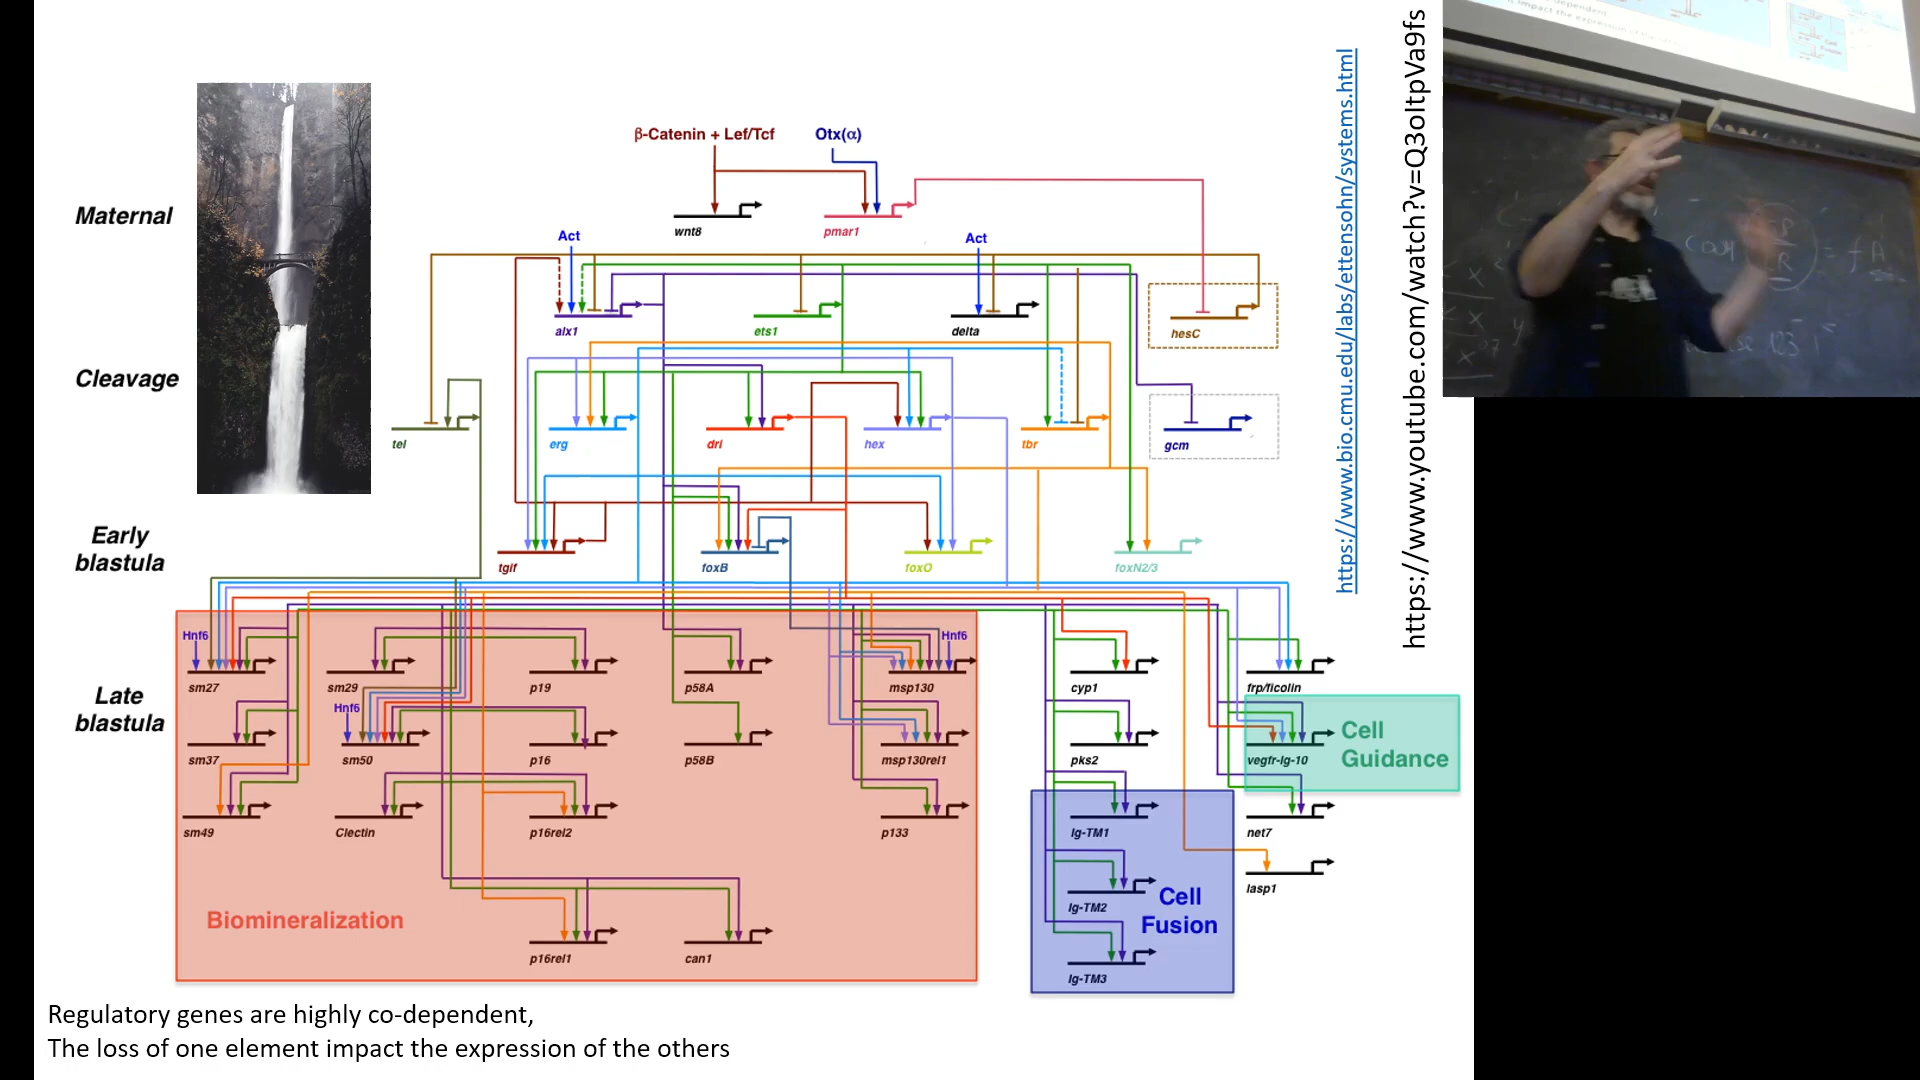 β-Catenin + Lef/Tcf
Otx(α)
Maternal
wnt8
pmar1
Act
Act
alx1
ets1
delta
hesC
Cleavage
tel
erg
dri
hex
tbr
gcm
Early
blastula
tgif
foxB
foxO
foxN2/3
Late
blastula
Hnf6
Hnf6
sm27
sm29
p19
p58A
msp130
cyp1
frp/ficolin
Hnf6
sm37
sm50
p16
p58B
msp130rel1
pks2
vegfr-Ig-10
Cell
Guidance
sm49
Clectin
p16rel2
p133
Ig-TM1
net7
lasp1
Ig-TM2
Cell
Fusion
Biomineralization
p16rel1
can1
Ig-TM3
Regulatory genes are highly co-dependent,
The loss of one element impact the expression of the others
https://www.bio.cmu.edu/labs/ettensohn/systems.html
https://www.youtube.com/watch?v=Q3oItpVa9fs